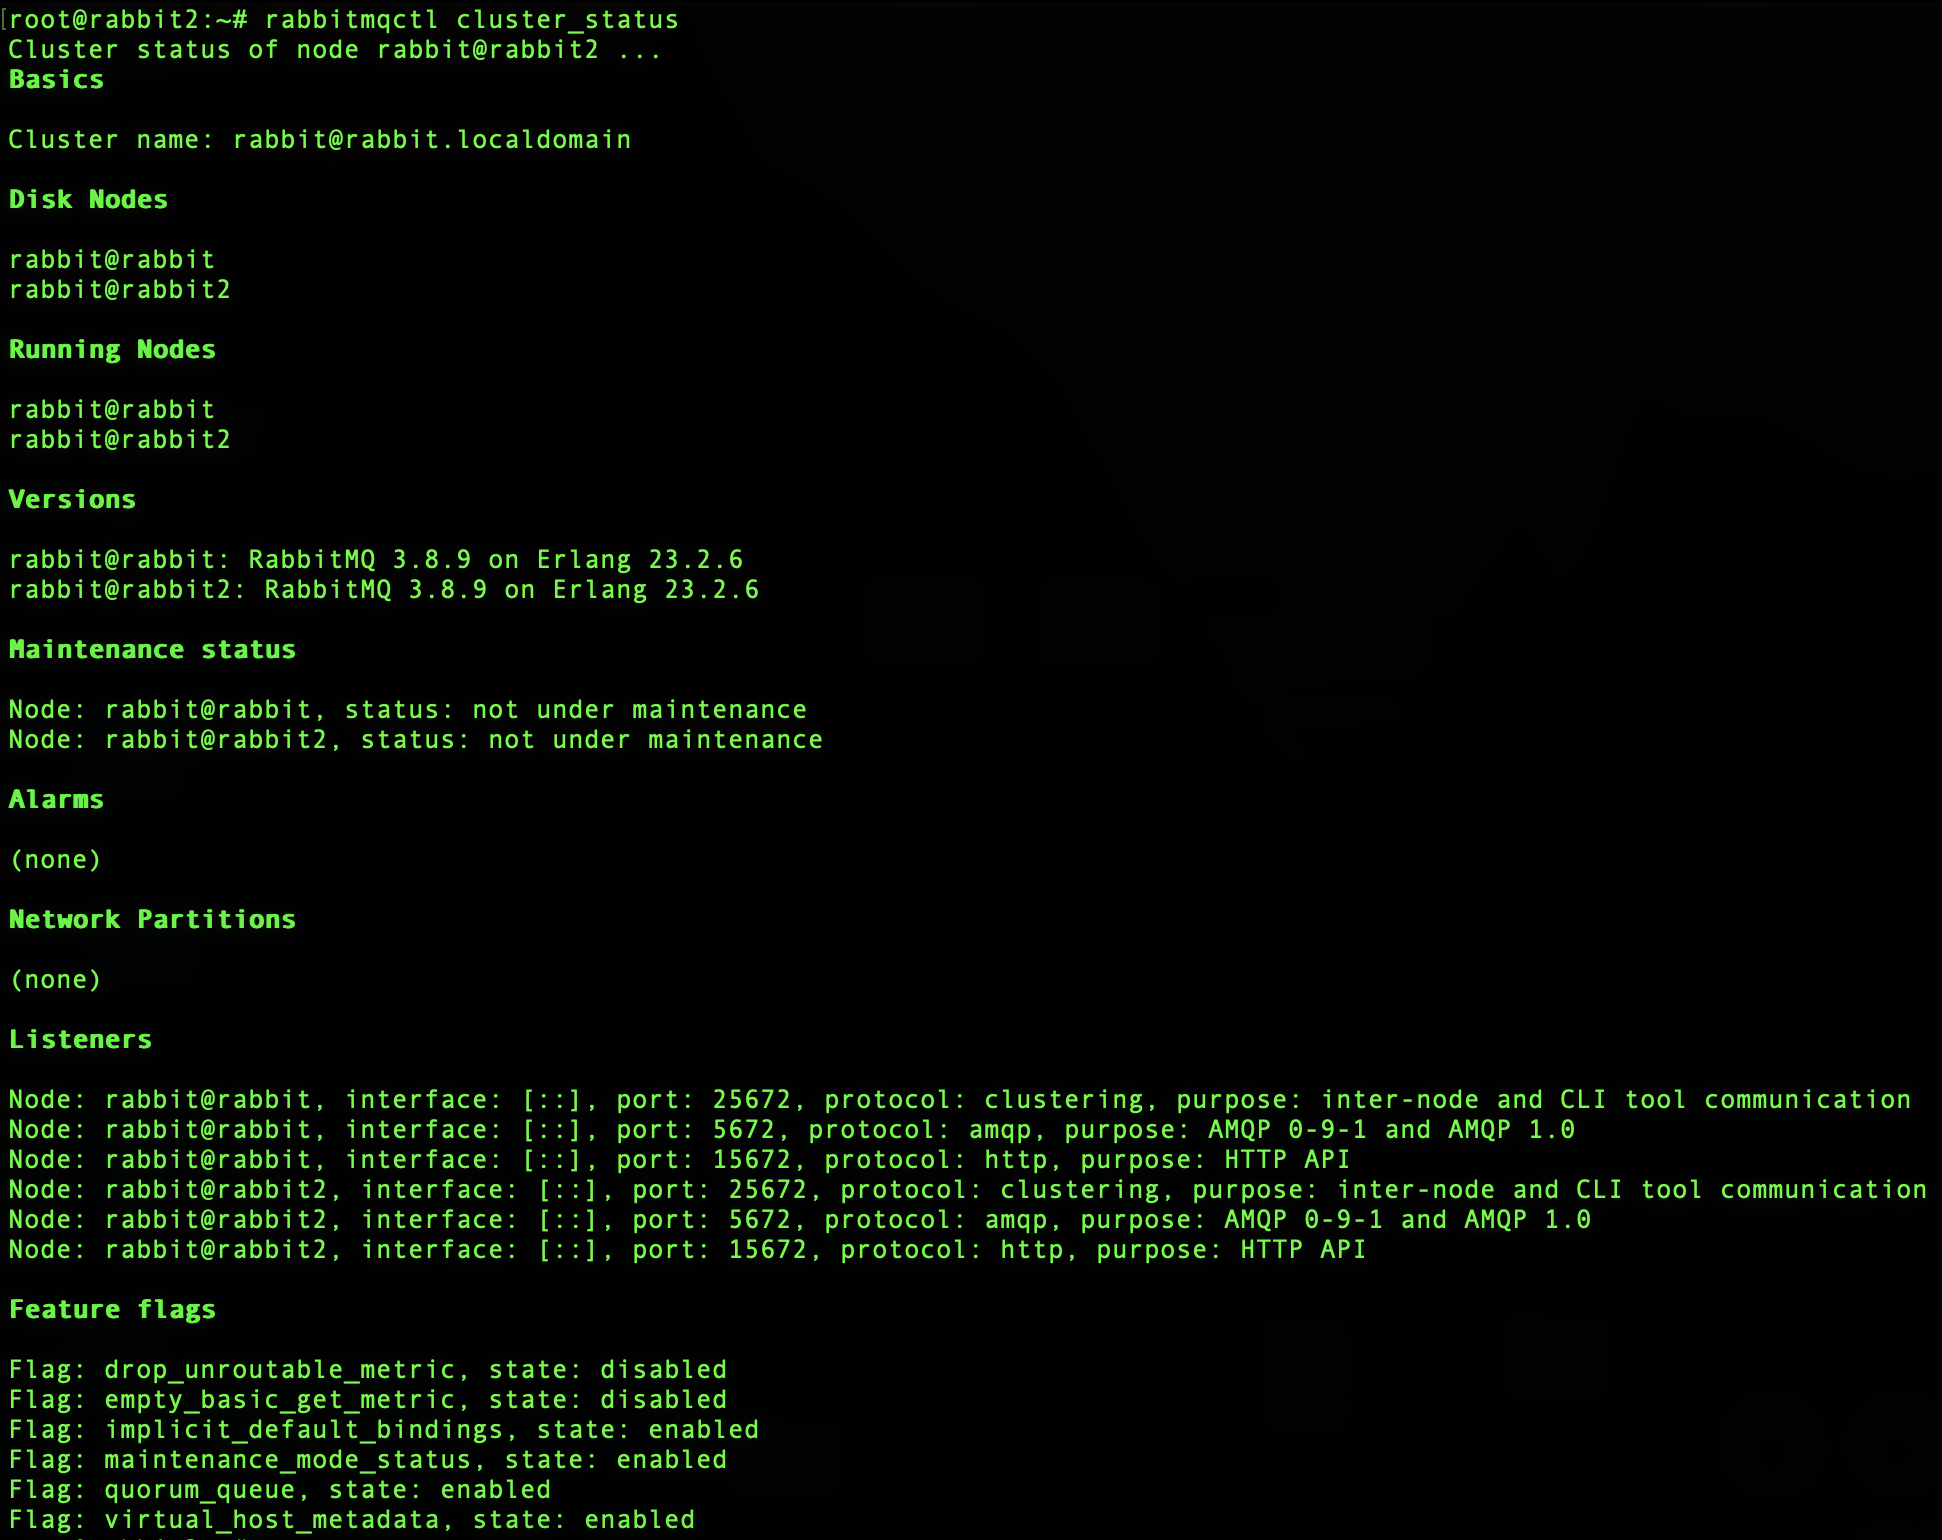 [root@rabbit2:~# rabbitmqctl cluster_status
Cluster status of node rabbit@rabbit2 ...
Basics
Cluster name: rabbit@rabbit.localdomain
Disk Nodes
rabbit@rabbit
rabbit@rabbit2
Running Nodes
rabbit@rabbit
rabbit@rabbit2
Versions
rabbit@rabbit: RabbitMQ 3.8.9 on Erlang 23.2.6
rabbit@rabbit2: RabbitMQ 3.8.9 on Erlang 23.2.6
Maintenance status
Node: rabbit@rabbit, status: not under maintenance
Node: rabbit@rabbit2, status: not under maintenance
Alarms
(none)
Network Partitions
(none)
Listeners
Node: rabbit@rabbit, interface: [::], port: 25672, protocol: clustering, purpose: inter-node and CLI tool communication
Node: rabbit@rabbit, interface: [::], port: 5672, protocol: amqp, purpose: AMQP 0-9-1 and AMQP 1.0
Node: rabbit@rabbit, interface: [::], port: 15672, protocol: http, purpose: HTTP API
Node: rabbit@rabbit2, interface: [::], port: 25672, protocol: clustering, purpose: inter-node and CLI tool communication
Node: rabbit@rabbit2, interface: [::], port: 5672, protocol: amqp, purpose: AMQP 0-9-1 and AMQP 1.0
Node: rabbit@rabbit2, interface: [::], port: 15672, protocol: http, purpose: HTTP API
Feature flags
Flag: drop_unroutable_metric, state: disabled
Flag: empty_basic_get_metric, state: disabled
Flag: implicit_default_bindings, state: enabled
Flag: maintenance_mode_status, state: enabled
Flag: quorum_queue, state: enabled
Flag: virtual_host_metadata, state: enabled